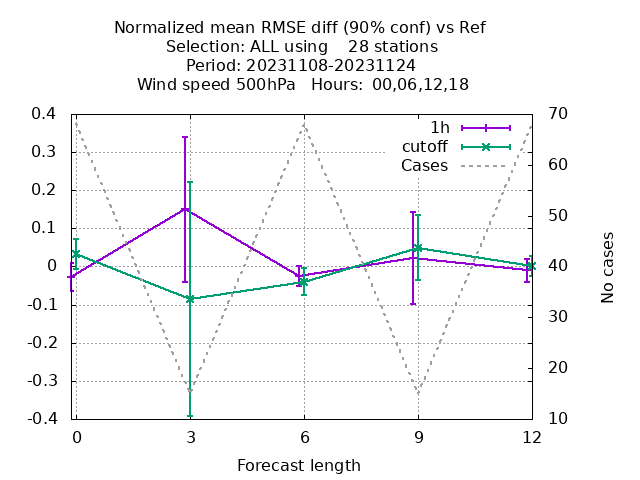 Normalized mean RMSE diff (90% conf) vs Ref
Selection: ALL using    28 stations
Period: 20231108-20231124
Wind speed 500hPa   Hours:  00,06,12,18
1h
cutoff
Cases
0.4
0.3
0.2
0.1
0
-0.1
-0.2
-0.3
-0.4
70
60
50
40
30
20
10
No cases
0 3 6 9 12
Forecast length